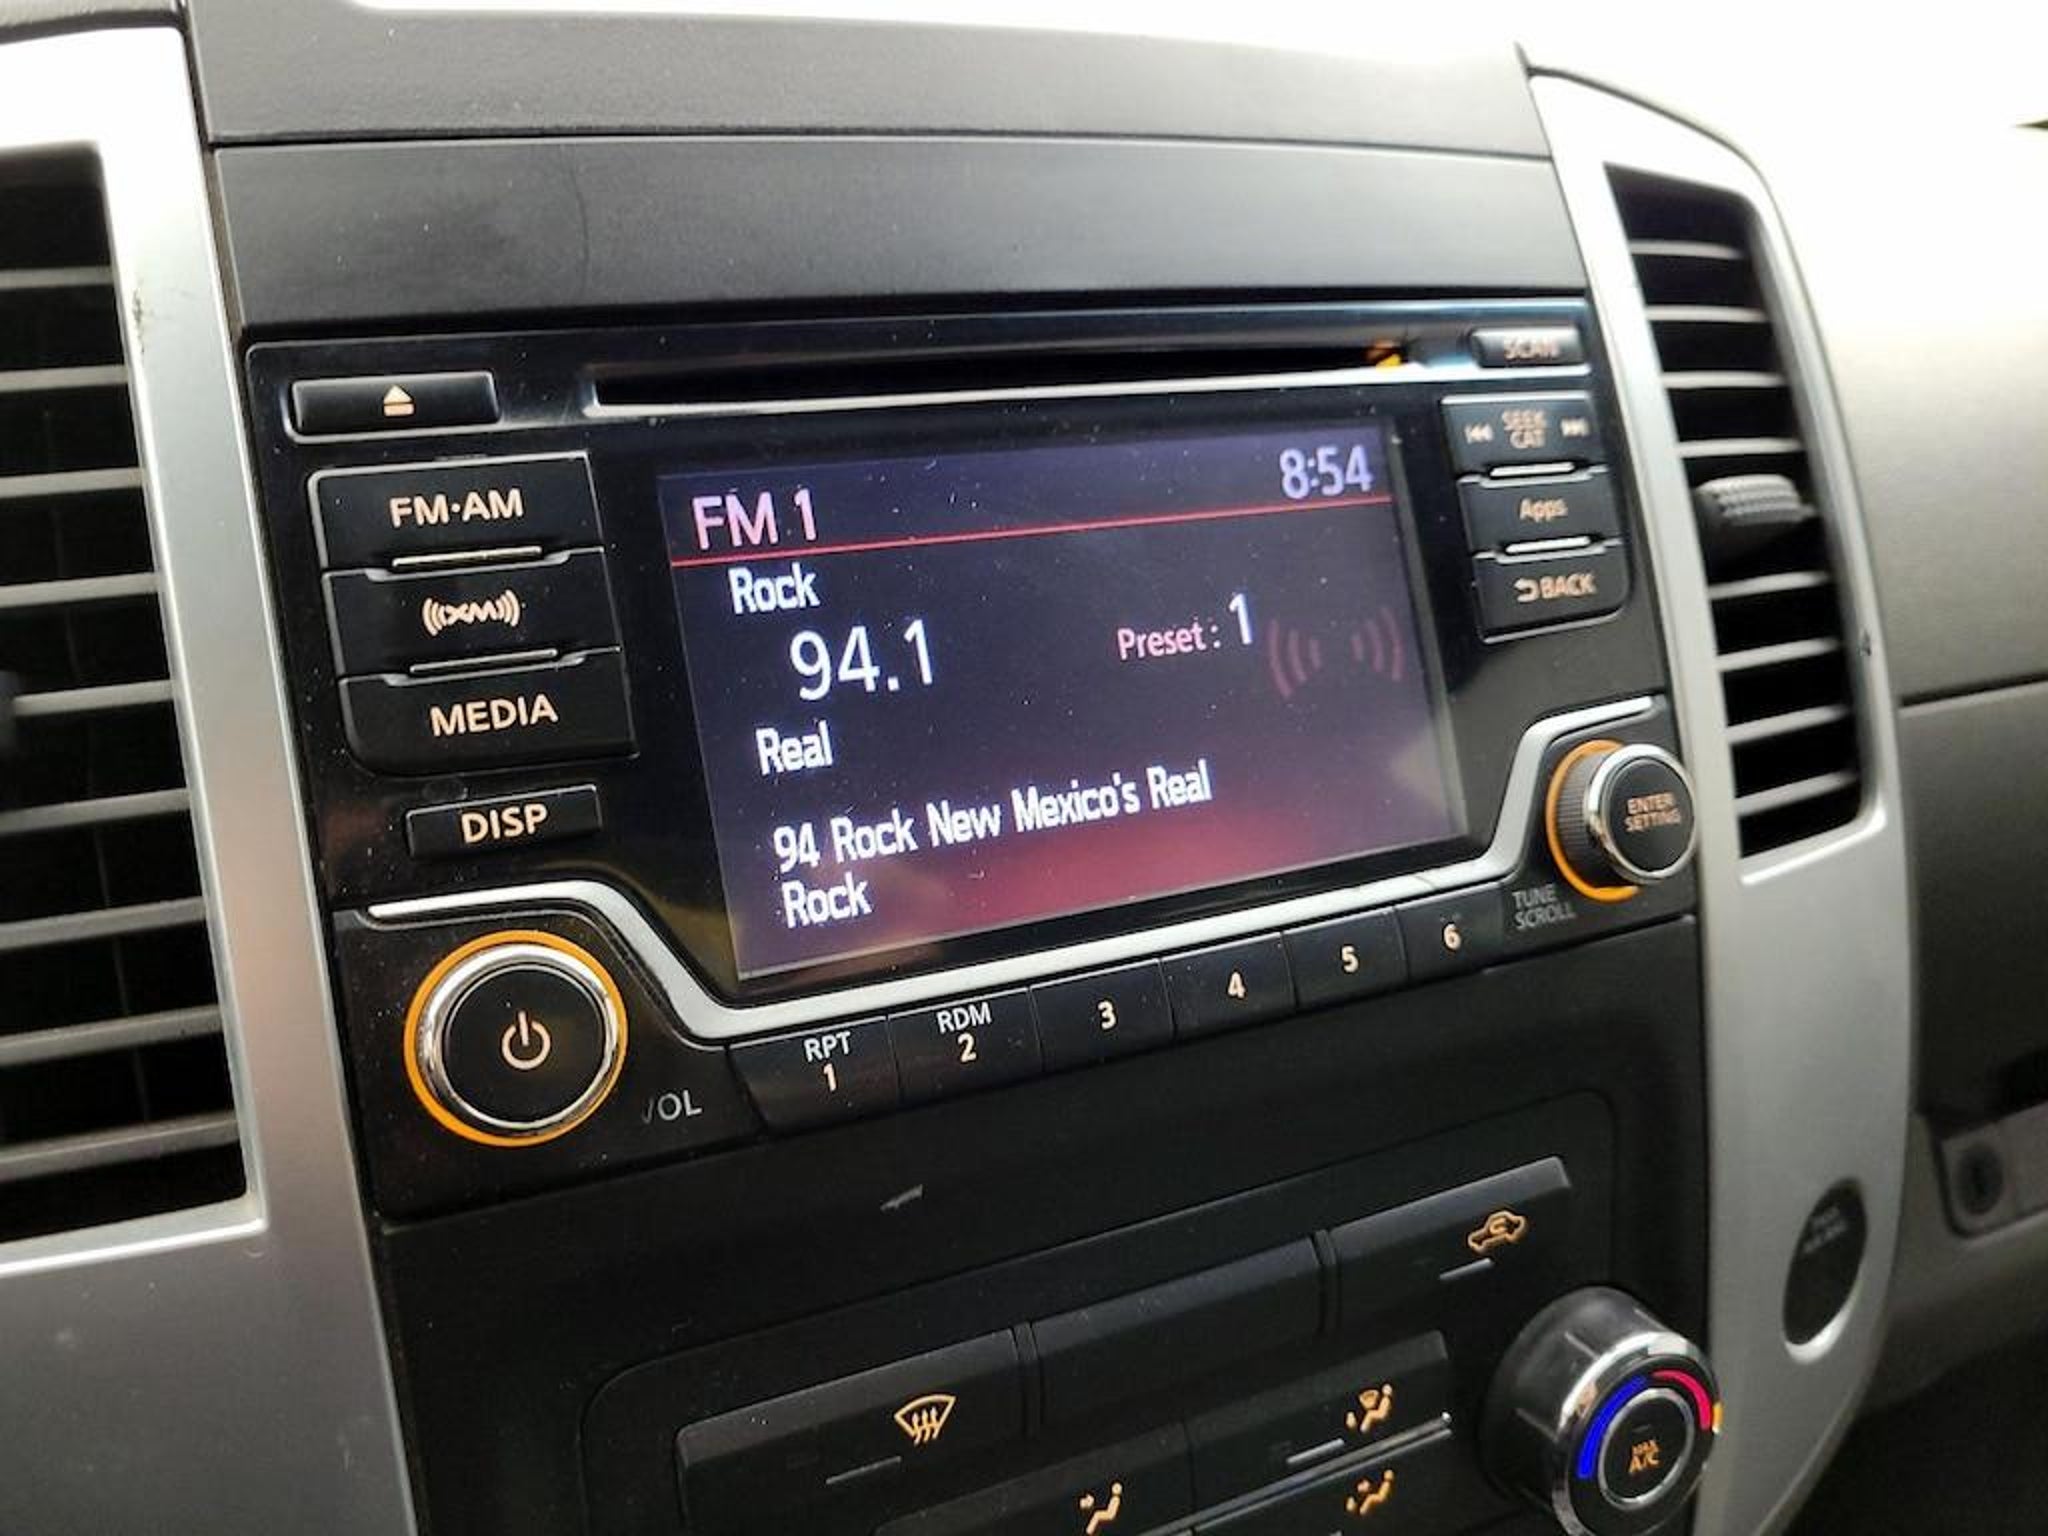 SCAN
SEEK
CAT
FM·AM
FM 1
8:54
Apps
XM
Rock
94.1
Preset : 1
BACK
MEDIA
Real
94 Rock New Mexico's Real
Rock
DISP
ENTER
SETTING
TUNE
SCROLL
VOL
RPT
1
RDM
2
3
4
5
6
MAX
A/C